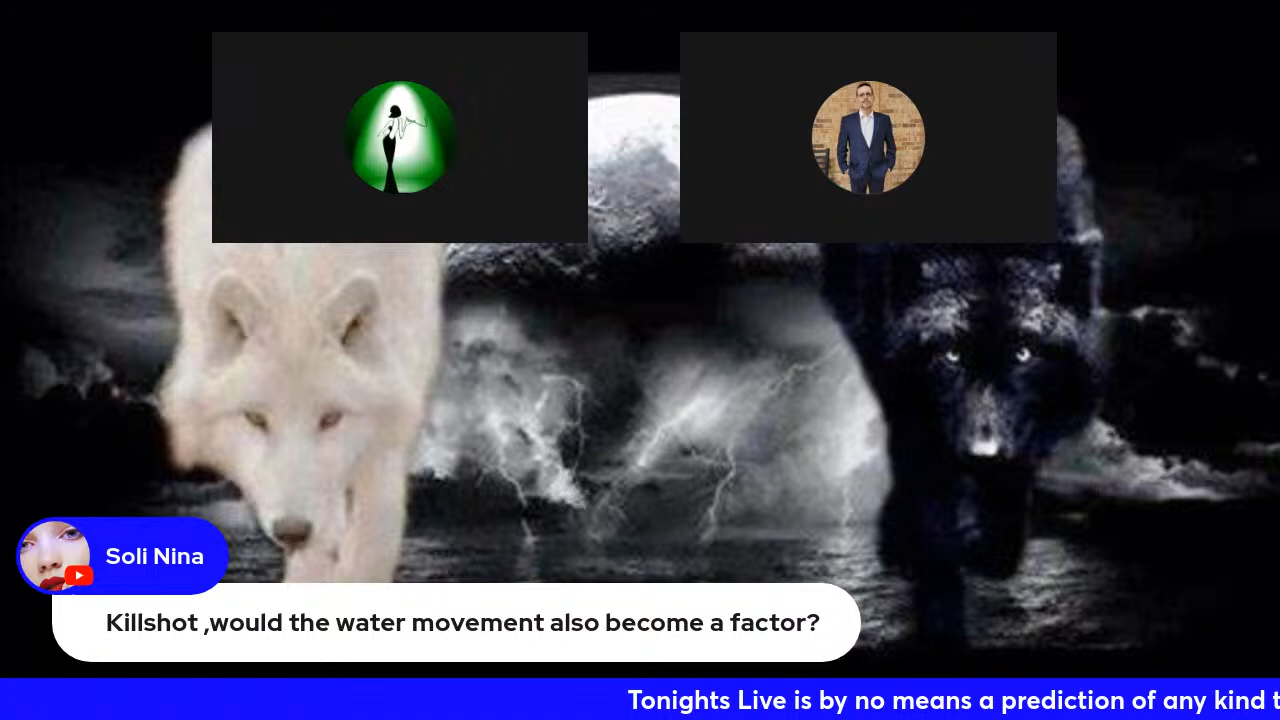 Soli Nina
Killshot ,would the water movement also become a factor?
Tonights Live is by no means a prediction of any kind t